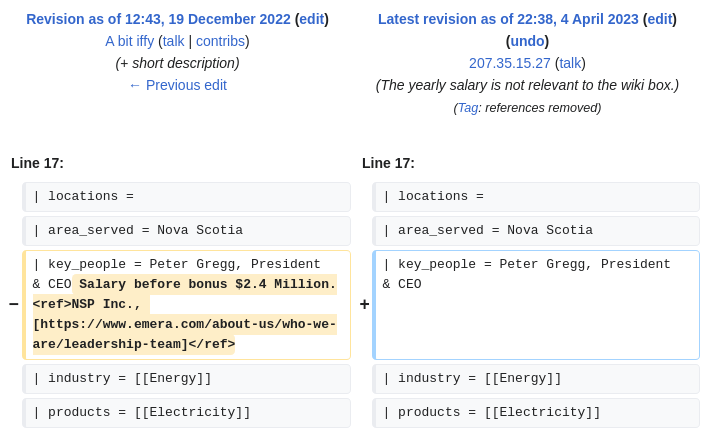 Revision as of 12:43, 19 December 2022 (edit)
A bit iffy (talk | contribs)
(+ short description)
← Previous edit
Latest revision as of 22:38, 4 April 2023 (edit)
(undo)
207.35.15.27 (talk)
(The yearly salary is not relevant to the wiki box.)
(Tag: references removed)
Line 17:
Line 17:
| locations =
| locations =
| area_served = Nova Scotia
| area_served = Nova Scotia
− | key_people = Peter Gregg, President
& CEO Salary before bonus $2.4 Million.
<ref>NSP Inc.,
[https://www.emera.com/about-us/who-we-
are/leadership-team]</ref>
+ | key_people = Peter Gregg, President
& CEO
| industry = [[Energy]]
| industry = [[Energy]]
| products = [[Electricity]]
| products = [[Electricity]]